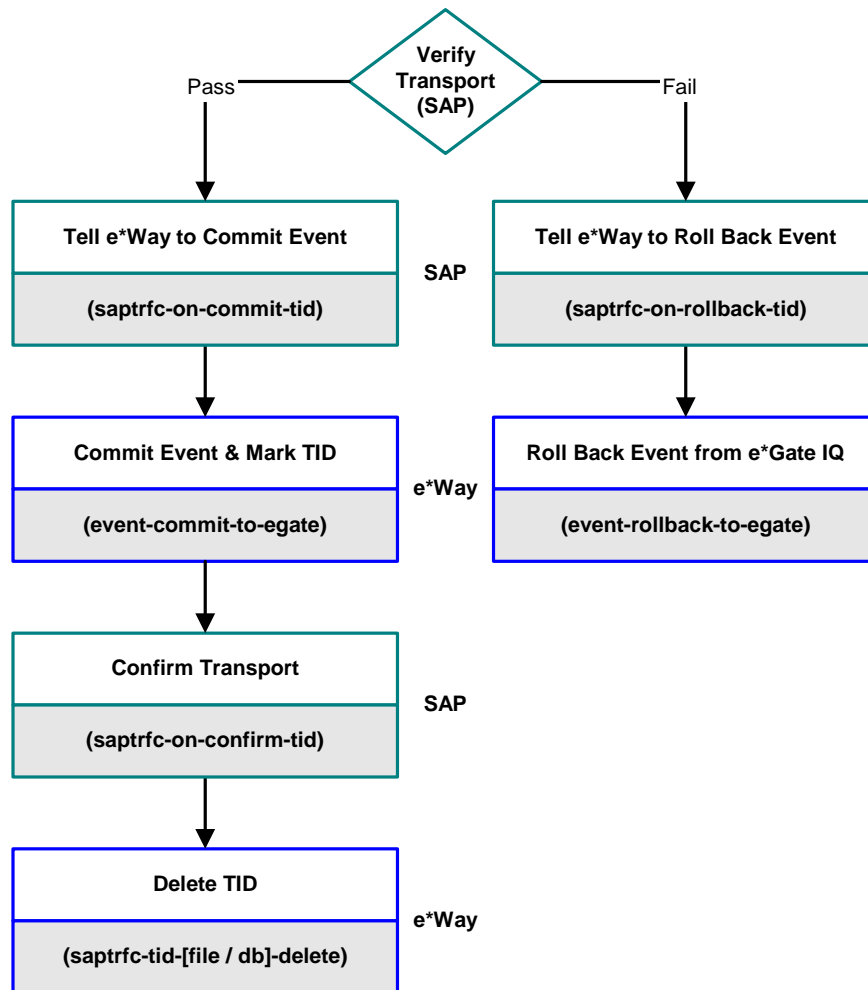 Verify
Transport
(SAP)
Pass
Fail
Tell e*Way to Commit Event
(saptrfc-on-commit-tid)
SAP
Tell e*Way to Roll Back Event
(saptrfc-on-rollback-tid)
Commit Event & Mark TID
(event-commit-to-egate)
e*Way
Roll Back Event from e*Gate IQ
(event-rollback-to-egate)
Confirm Transport
(saptrfc-on-confirm-tid)
SAP
Delete TID
(saptrfc-tid-[file / db]-delete)
e*Way